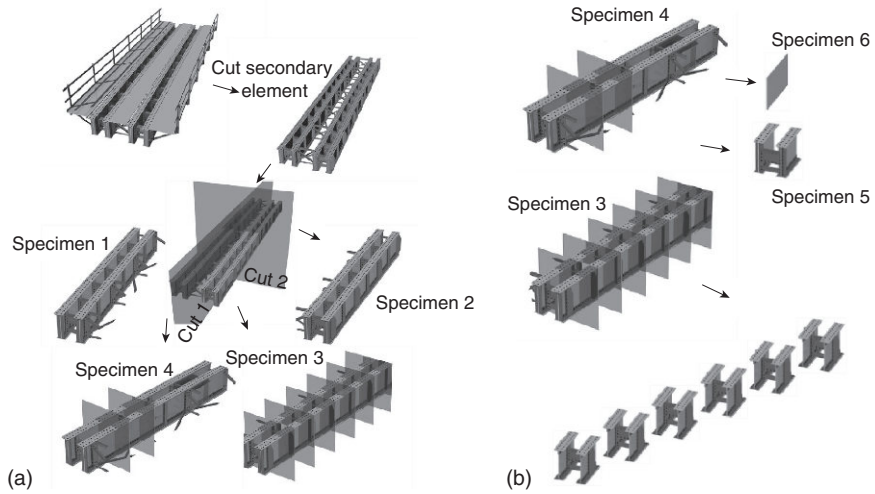 Cut secondary
element
Specimen 1
Cut 1
Cut 2
Specimen 2
Specimen 4
Specimen 3
(a)
Specimen 4
Specimen 6
Specimen 5
Specimen 3
(b)